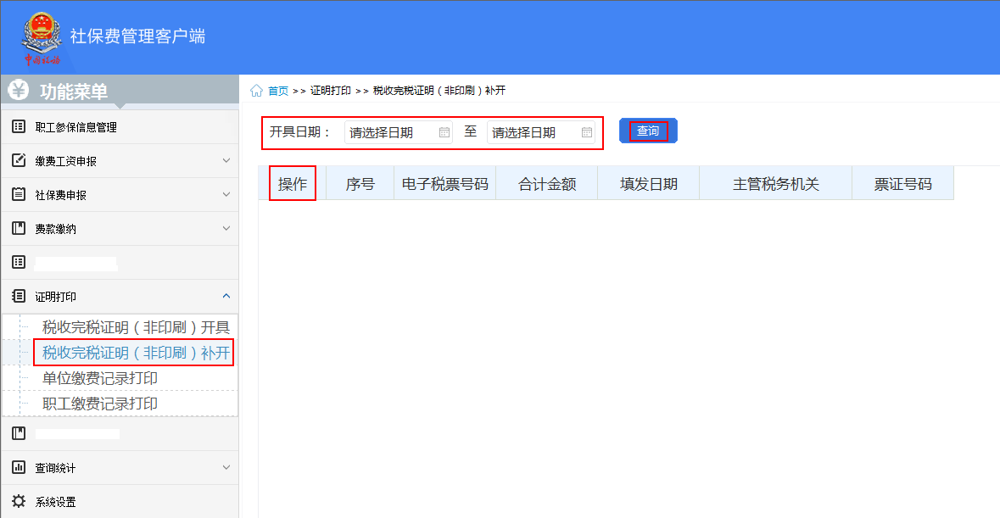 中国税务
社保费管理客户端
功能菜单
职工参保信息管理
缴费工资申报
社保费申报
费款缴纳
证明打印
税收完税证明（非印刷）开具
税收完税证明（非印刷）补开
单位缴费记录打印
职工缴费记录打印
查询统计
系统设置
首页 >> 证明打印 >> 税收完税证明（非印刷）补开
开具日期： 请选择日期 至 请选择日期 查询
操作 序号 电子税票号码 合计金额 填发日期 主管税务机关 票证号码